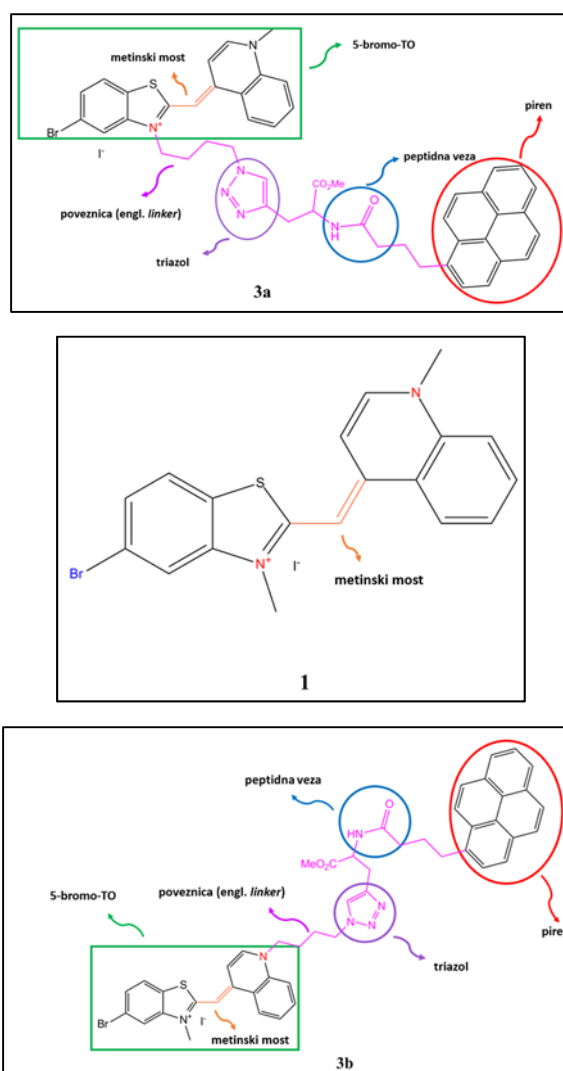 metinski most
5-bromo-TO
piren
S
N
Br
N⁺
I⁻
peptidna veza
N
CO₂Me
O
N
N
N
H
poveznica (engl. linker)
triazol
3a
N
S
N⁺
I⁻
Br
metinski most
1
peptidna veza
O
HN
MeO₂C
5-bromo-TO
poveznica (engl. linker)
N
N
N
triazol
N
S
Br
N⁺
I⁻
metinski most
3b